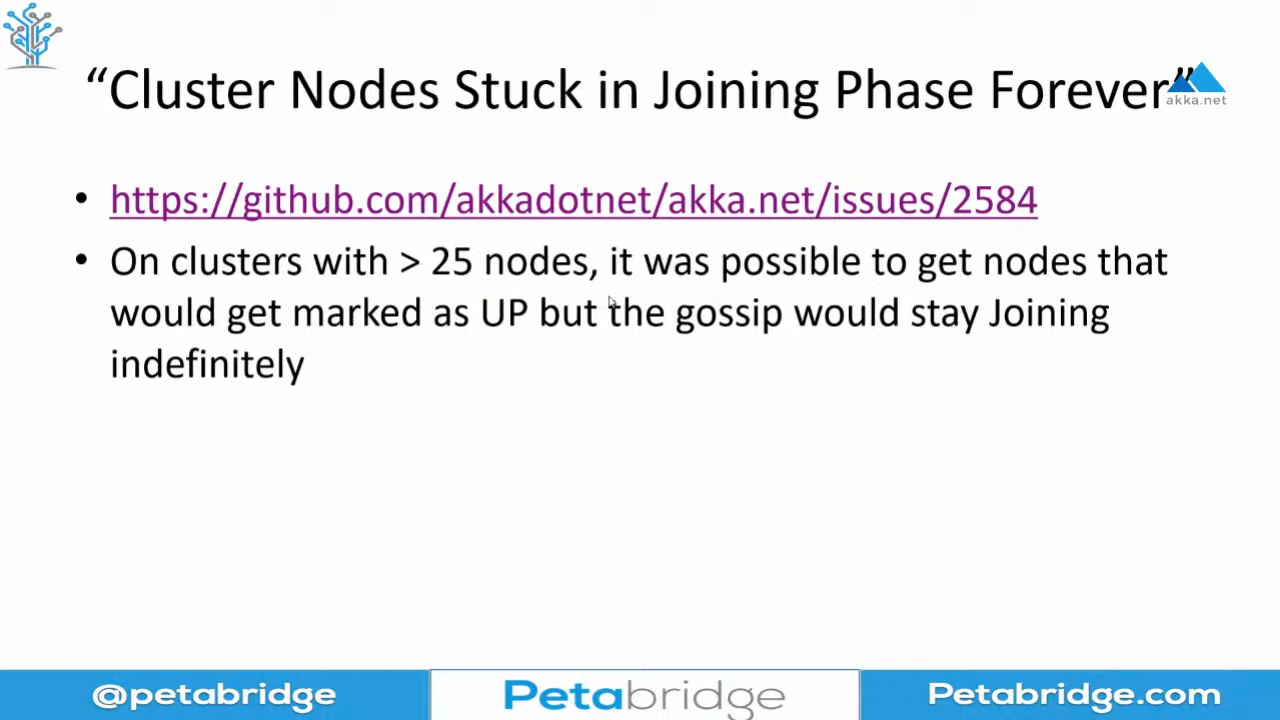 “Cluster Nodes Stuck in Joining Phase Forever”
akka.net
• https://github.com/akkadotnet/akka.net/issues/2584
• On clusters with > 25 nodes, it was possible to get nodes that
would get marked as UP but the gossip would stay Joining
indefinitely
@petabridge
Petabridge
Petabridge.com